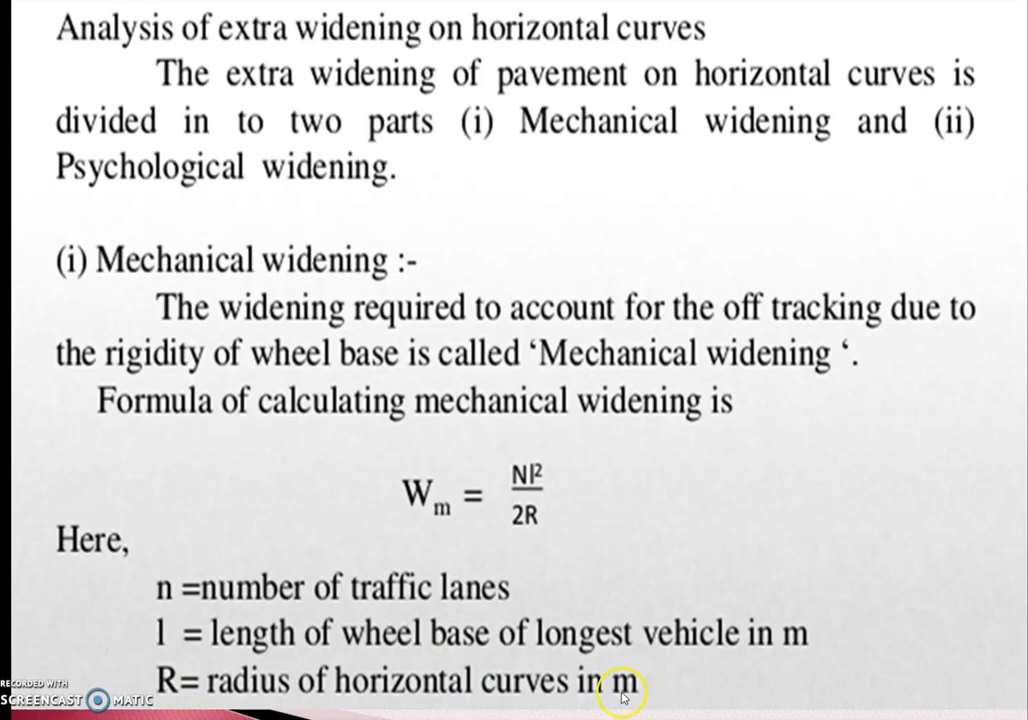 Analysis of extra widening on horizontal curves
The extra widening of pavement on horizontal curves is
divided in to two parts (i) Mechanical widening and (ii)
Psychological widening.
(i) Mechanical widening :-
The widening required to account for the off tracking due to
the rigidity of wheel base is called ‘Mechanical widening ‘.
Formula of calculating mechanical widening is
Wₘ = Nl²/2R
Here,
n =number of traffic lanes
l = length of wheel base of longest vehicle in m
R= radius of horizontal curves in m
RECORDED WITH
SCREENCAST MATIC